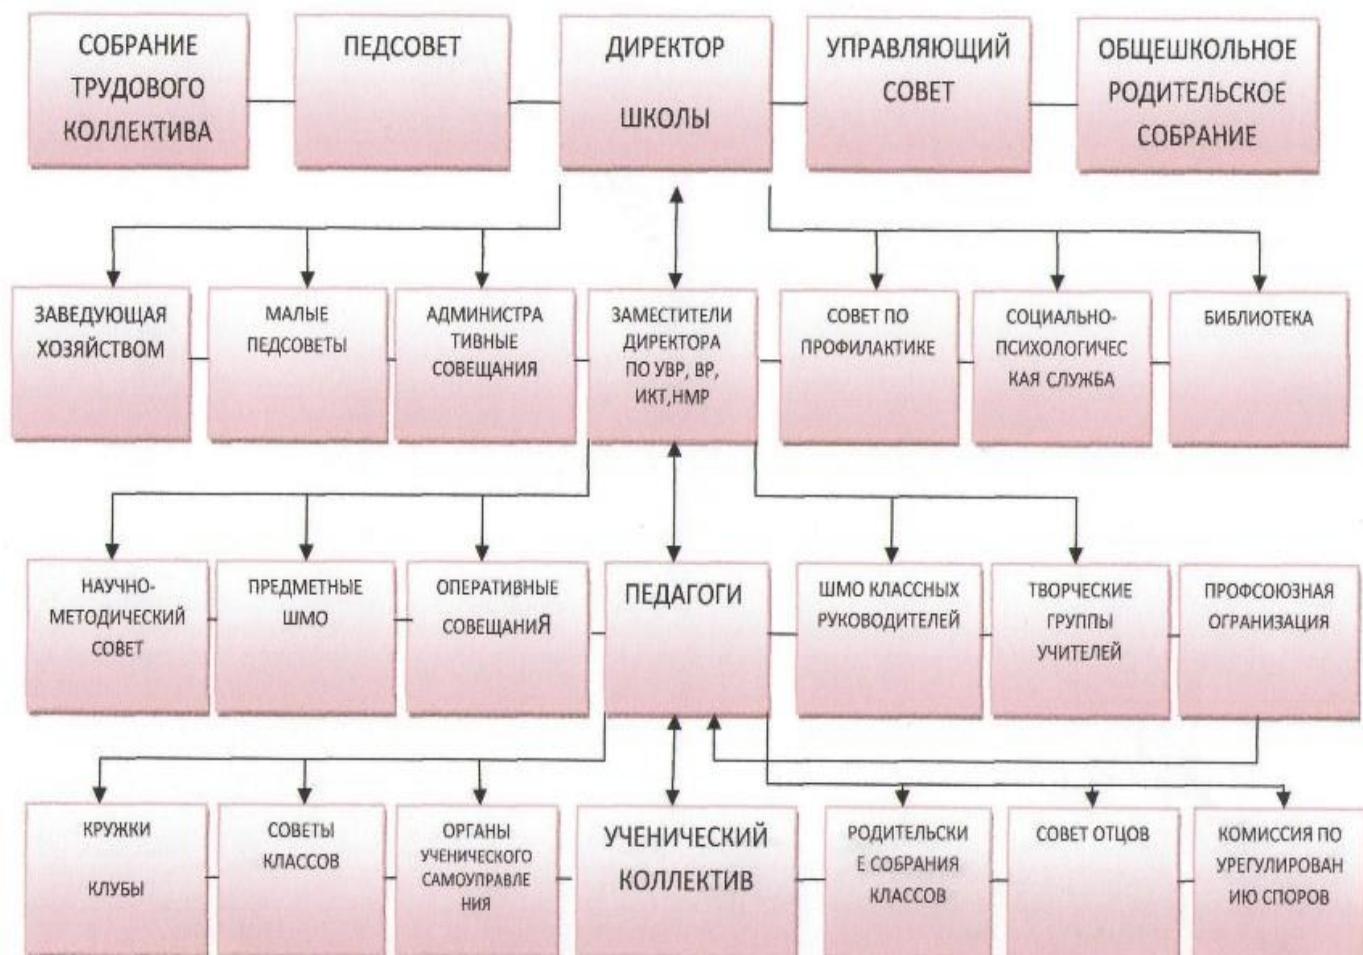 СОБРАНИЕ
ТРУДОВОГО
КОЛЛЕКТИВА
ПЕДСОВЕТ
ДИРЕКТОР
ШКОЛЫ
УПРАВЛЯЮЩИЙ
СОВЕТ
ОБЩЕШКОЛЬНОЕ
РОДИТЕЛЬСКОЕ
СОБРАНИЕ
ЗАВЕДУЮЩАЯ
ХОЗЯЙСТВОМ
МАЛЫЕ
ПЕДСОВЕТЫ
АДМИНИСТРА
ТИВНЫЕ
СОВЕЩАНИЯ
ЗАМЕСТИТЕЛИ
ДИРЕКТОРА
ПО УВР, ВР,
ИКТ,НМР
СОВЕТ ПО
ПРОФИЛАКТИКЕ
СОЦИАЛЬНО-
ПСИХОЛОГИЧЕС
КАЯ СЛУЖБА
БИБЛИОТЕКА
НАУЧНО-
МЕТОДИЧЕСКИЙ
СОВЕТ
ПРЕДМЕТНЫЕ
ШМО
ОПЕРАТИВНЫЕ
СОВЕЩАНИЯ
ПЕДАГОГИ
ШМО КЛАССНЫХ
РУКОВОДИТЕЛЕЙ
ТВОРЧЕСКИЕ
ГРУППЫ
УЧИТЕЛЕЙ
ПРОФСОЮЗНАЯ
ОГРАНИЗАЦИЯ
КРУЖКИ
КЛУБЫ
СОВЕТЫ
КЛАССОВ
ОРГАНЫ
УЧЕНИЧЕСКОГО
САМОУПРАВЛЕ
НИЯ
УЧЕНИЧЕСКИЙ
КОЛЛЕКТИВ
РОДИТЕЛЬСКИ
Е СОБРАНИЯ
КЛАССОВ
СОВЕТ ОТЦОВ
КОМИССИЯ ПО
УРЕГУЛИРОВАН
ИЮ СПОРОВ